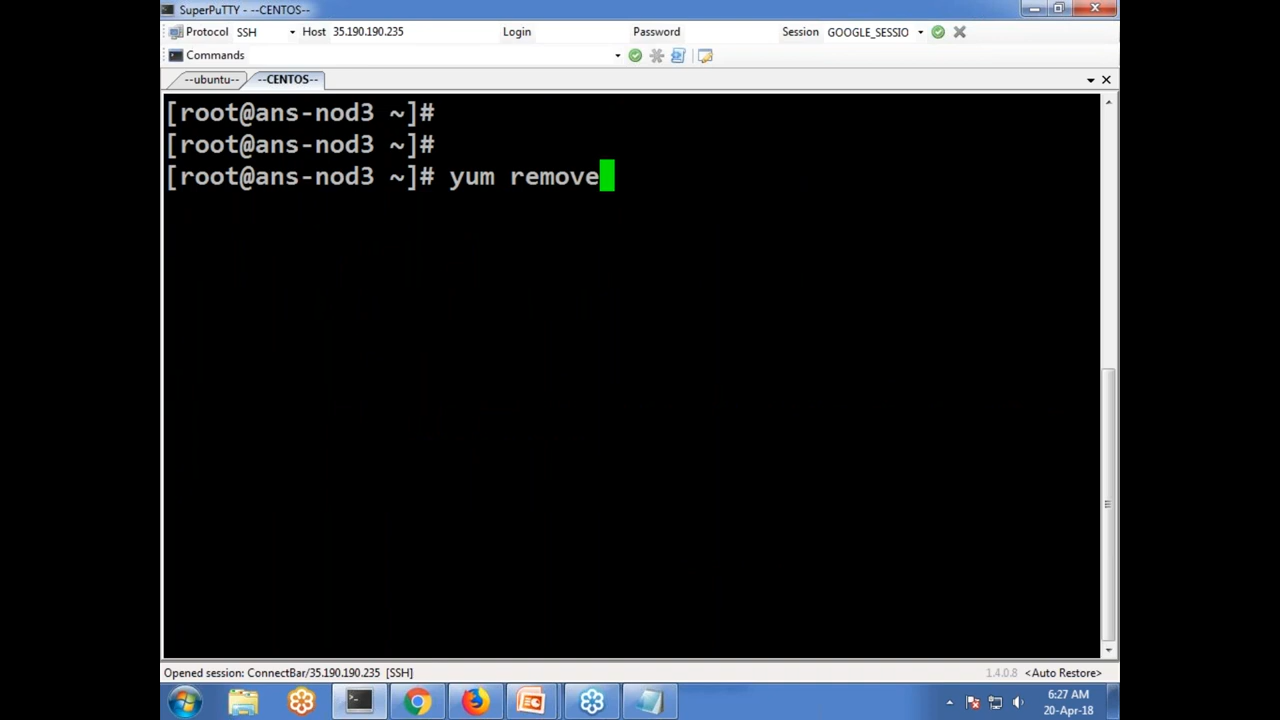 SuperPuTTY - --CENTOS--
Protocol SSH Host 35.190.190.235 Login Password Session GOOGLE_SESSIO
Commands
--ubuntu-- --CENTOS--
[root@ans-nod3 ~]#
[root@ans-nod3 ~]#
[root@ans-nod3 ~]# yum remove
Opened session: ConnectBar/35.190.190.235 [SSH] 1.4.0.8 <Auto Restore>
6:27 AM
20-Apr-18